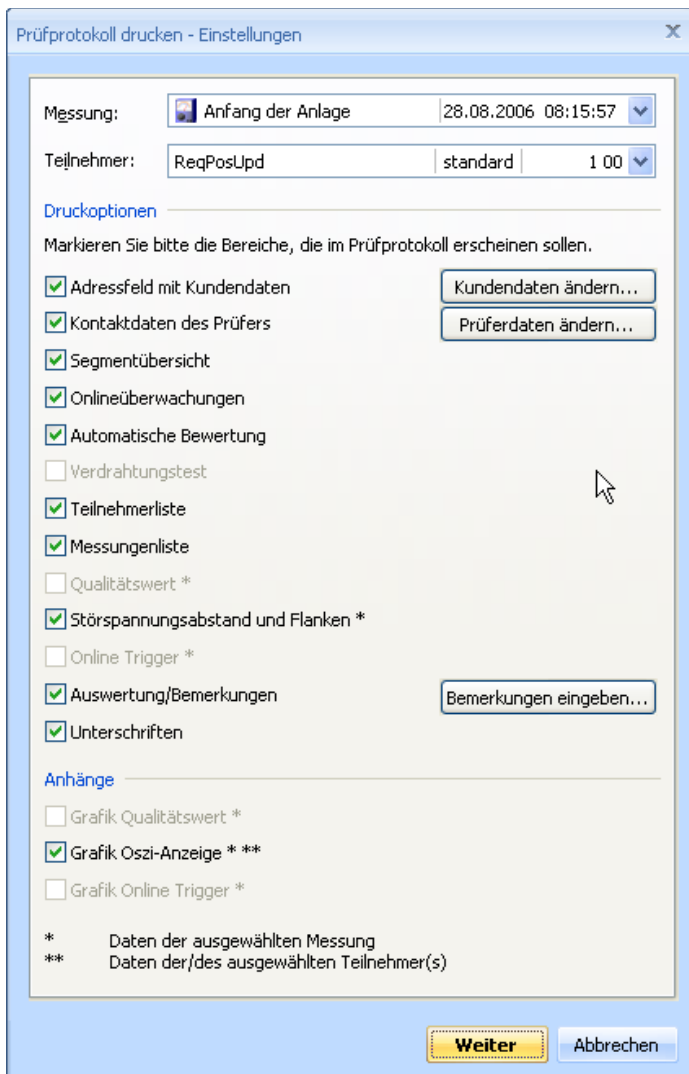 Prüfprotokoll drucken - Einstellungen
Messung: Anfang der Anlage 28.08.2006 08:15:57
Teilnehmer: ReqPosUpd standard 1 00
Druckoptionen
Markieren Sie bitte die Bereiche, die im Prüfprotokoll erscheinen sollen.
Adressfeld mit Kundendaten Kundendaten ändern...
Kontaktdaten des Prüfers Prüferdaten ändern...
Segmentübersicht
Onlineüberwachungen
Automatische Bewertung
Verdrahtungstest
Teilnehmerliste
Messungenliste
Qualitätswert *
Störspannungsabstand und Flanken *
Online Trigger *
Auswertung/Bemerkungen Bemerkungen eingeben...
Unterschriften
Anhänge
Grafik Qualitätswert *
Grafik Oszi-Anzeige * **
Grafik Online Trigger *
* Daten der ausgewählten Messung
** Daten der/des ausgewählten Teilnehmer(s)
Weiter Abbrechen